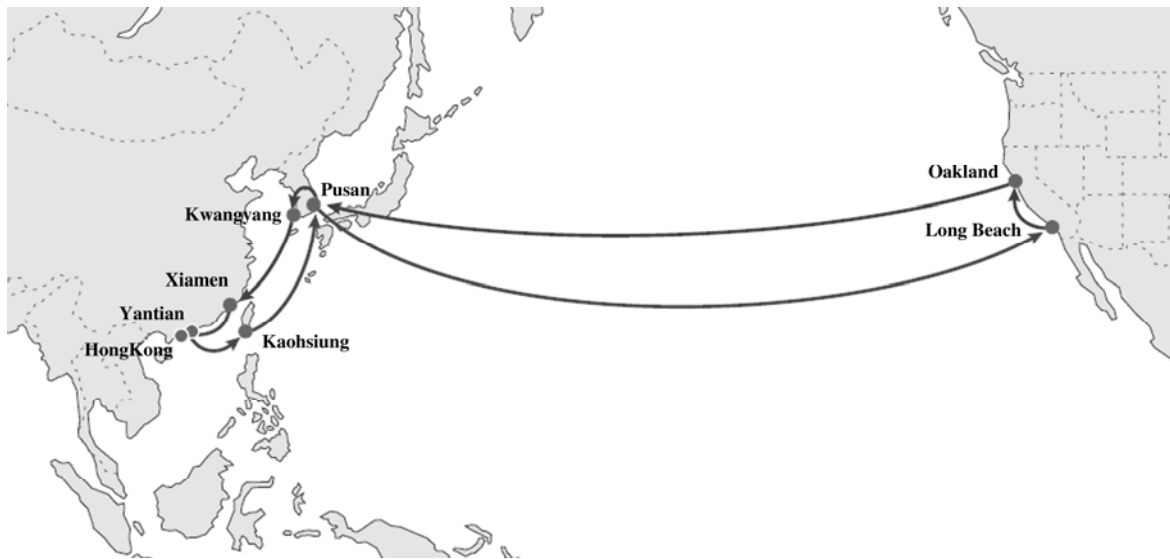 Oakland
Pusan
Kwangyang
Long Beach
Xiamen
Yantian
Kaohsiung
HongKong